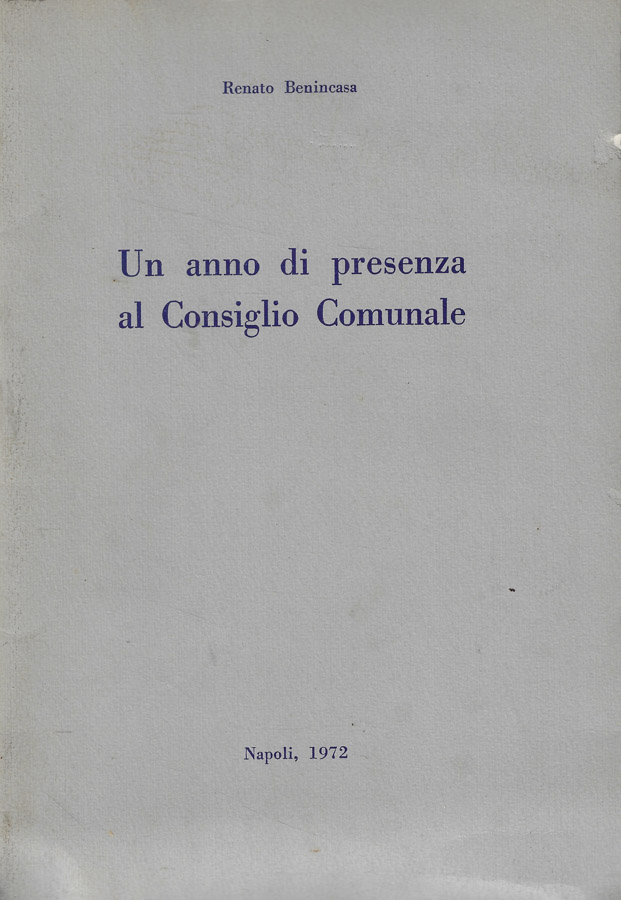 Renato Benincasa
Un anno di presenza
al Consiglio Comunale
Napoli, 1972